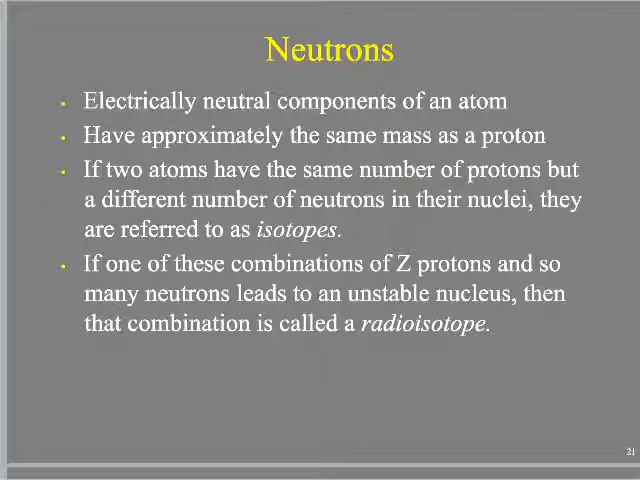 Neutrons
• Electrically neutral components of an atom
• Have approximately the same mass as a proton
• If two atoms have the same number of protons but
a different number of neutrons in their nuclei, they
are referred to as isotopes.
• If one of these combinations of Z protons and so
many neutrons leads to an unstable nucleus, then
that combination is called a radioisotope.
21